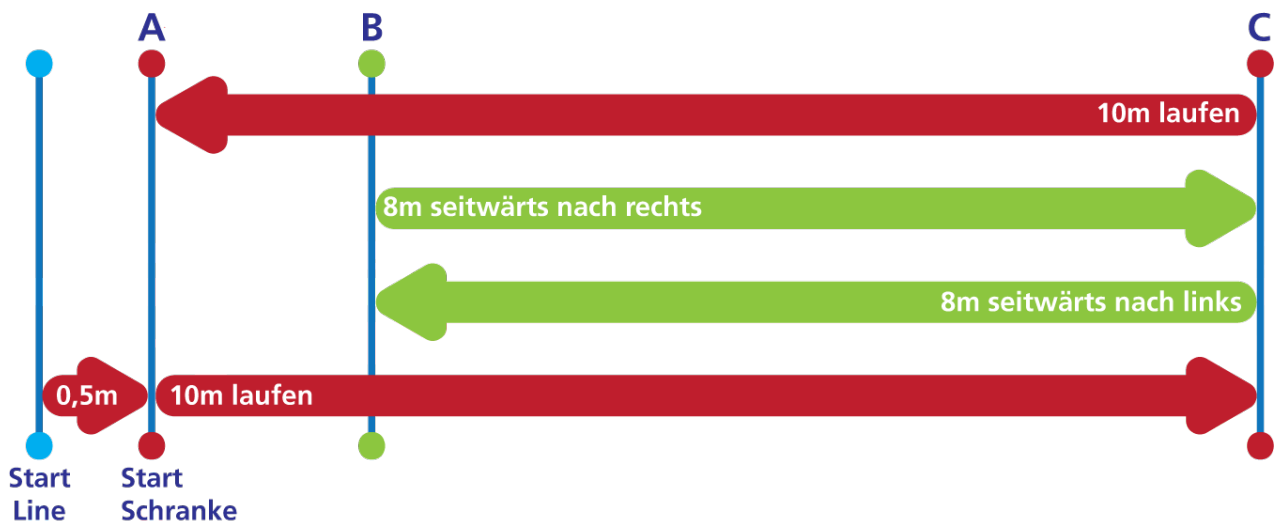 A B C
10m laufen
8m seitwärts nach rechts
8m seitwärts nach links
0,5m 10m laufen
Start Start
Line Schranke